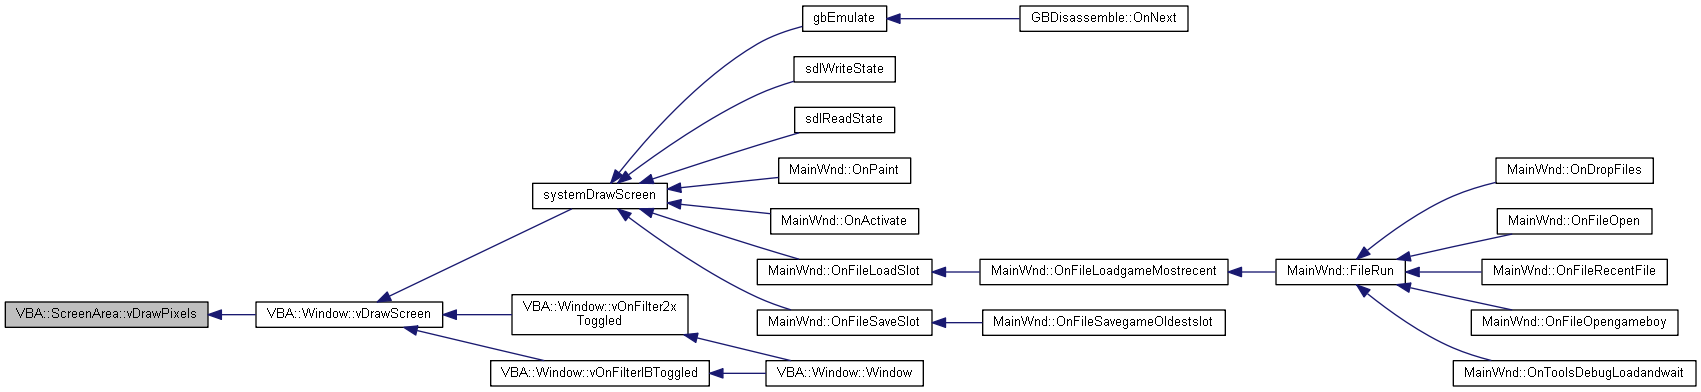 gbEmulate
GBDisassemble::OnNext
sdlWriteState
sdlReadState
MainWnd::OnPaint
MainWnd::OnDropFiles
systemDrawScreen
MainWnd::OnActivate
MainWnd::OnFileOpen
MainWnd::OnFileLoadSlot
MainWnd::OnFileLoadgameMostrecent
MainWnd::FileRun
MainWnd::OnFileRecentFile
VBA::ScreenArea::vDrawPixels
VBA::Window::vDrawScreen
VBA::Window::vOnFilter2x
Toggled
MainWnd::OnFileSaveSlot
MainWnd::OnFileSavegameOldestslot
MainWnd::OnFileOpengameboy
VBA::Window::vOnFilterIBToggled
VBA::Window::Window
MainWnd::OnToolsDebugLoadandwait